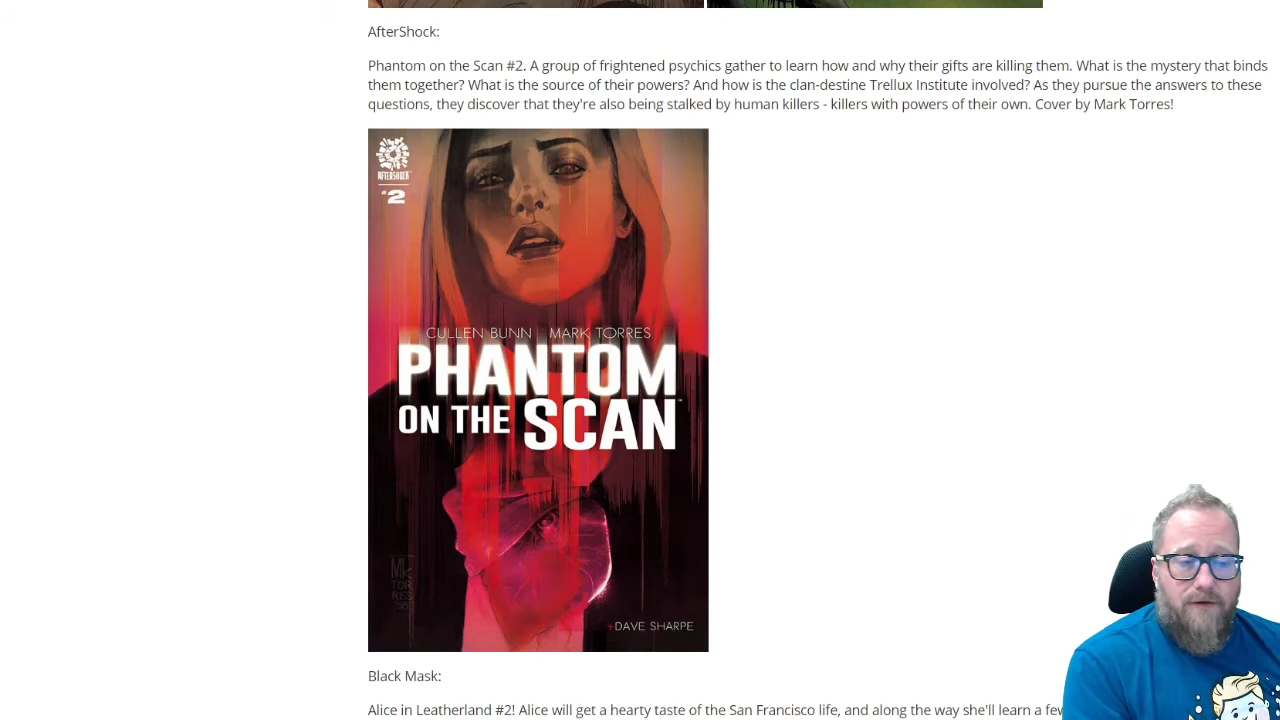 AfterShock:
Phantom on the Scan #2. A group of frightened psychics gather to learn how and why their gifts are killing them. What is the mystery that binds
them together? What is the source of their powers? And how is the clan-destine Trellux Institute involved? As they pursue the answers to these
questions, they discover that they're also being stalked by human killers - killers with powers of their own. Cover by Mark Torres!
AFTERSHOCK
#2
CULLEN BUNN MARK TORRES
PHANTOM
ON THE SCAN
+DAVE SHARPE
Black Mask:
Alice in Leatherland #2! Alice will get a hearty taste of the San Francisco life, and along the way she'll learn a few